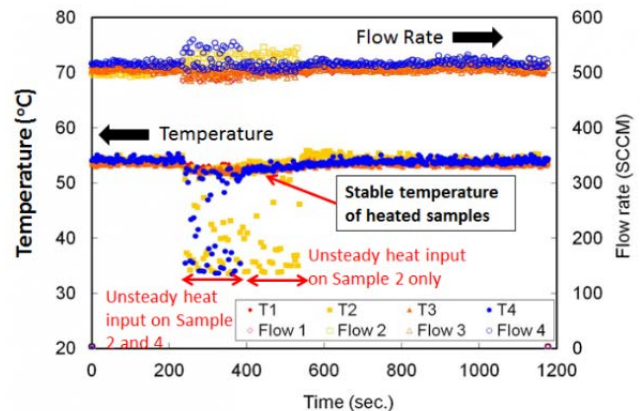 Flow Rate
Temperature
Stable temperature
of heated samples
Unsteady heat input
on Sample 2 only
Unsteady heat
input on Sample
2 and 4
T1 T2 T3 T4
Flow 1 Flow 2 Flow 3 Flow 4
Temperature (°C)
80
70
60
50
40
30
20
Flow rate (SCCM)
600
500
400
300
200
100
0
0 200 400 600 800 1000 1200
Time (sec.)